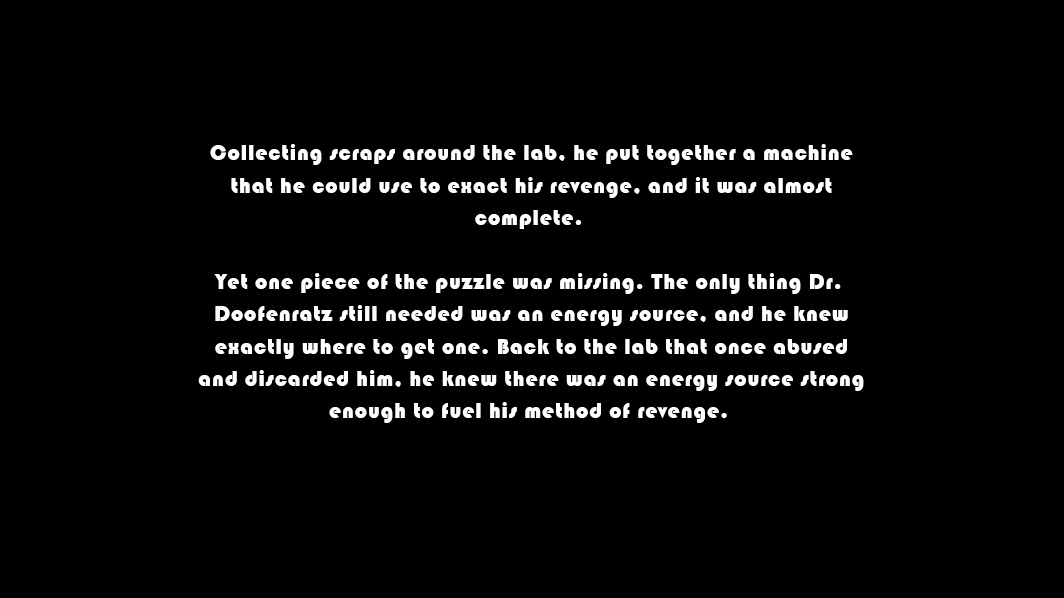 Collecting scraps around the lab, he put together a machine
that he could use to exact his revenge, and it was almost
complete.
Yet one piece of the puzzle was missing. The only thing Dr.
Doofenratz still needed was an energy source, and he knew
exactly where to get one. Back to the lab that once abused
and discarded him, he knew there was an energy source strong
enough to fuel his method of revenge.